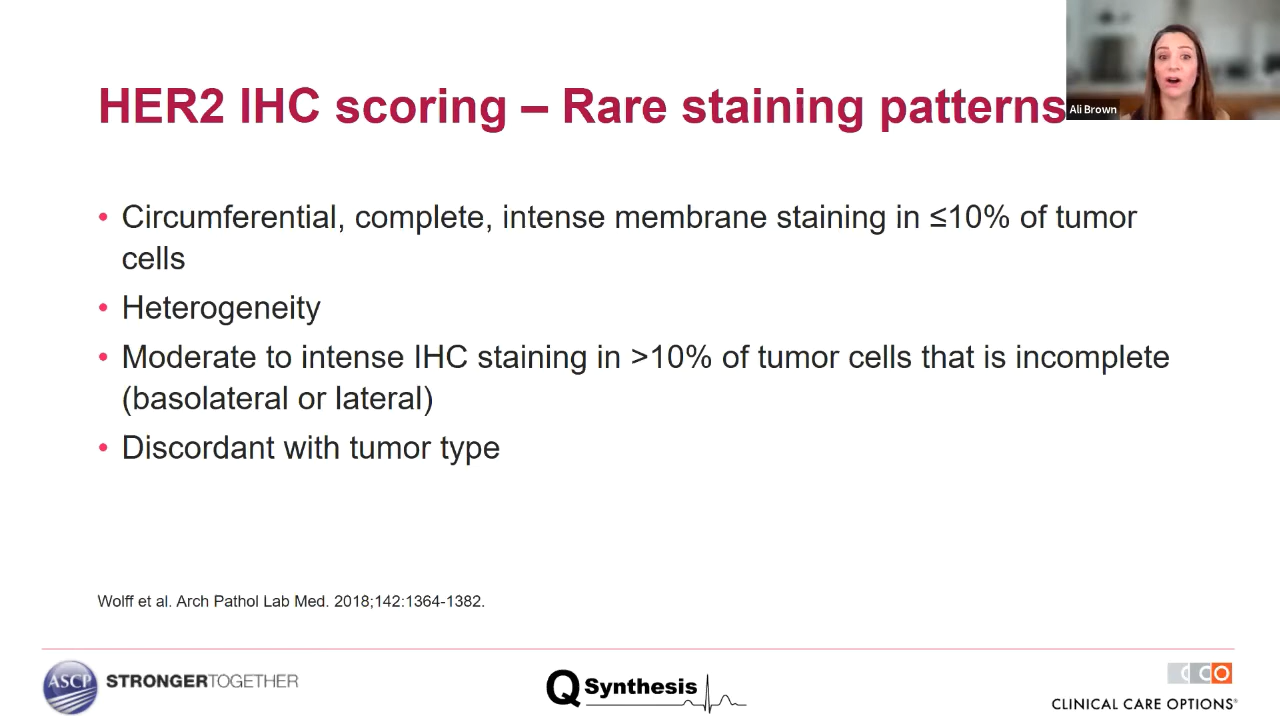 HER2 IHC scoring – Rare staining patterns
Ali Brown
• Circumferential, complete, intense membrane staining in ≤10% of tumor
cells
• Heterogeneity
• Moderate to intense IHC staining in >10% of tumor cells that is incomplete
(basolateral or lateral)
• Discordant with tumor type
Wolff et al. Arch Pathol Lab Med. 2018;142:1364-1382.
ASCP STRONGERTOGETHER
Q Synthesis
CCO
CLINICAL CARE OPTIONS®